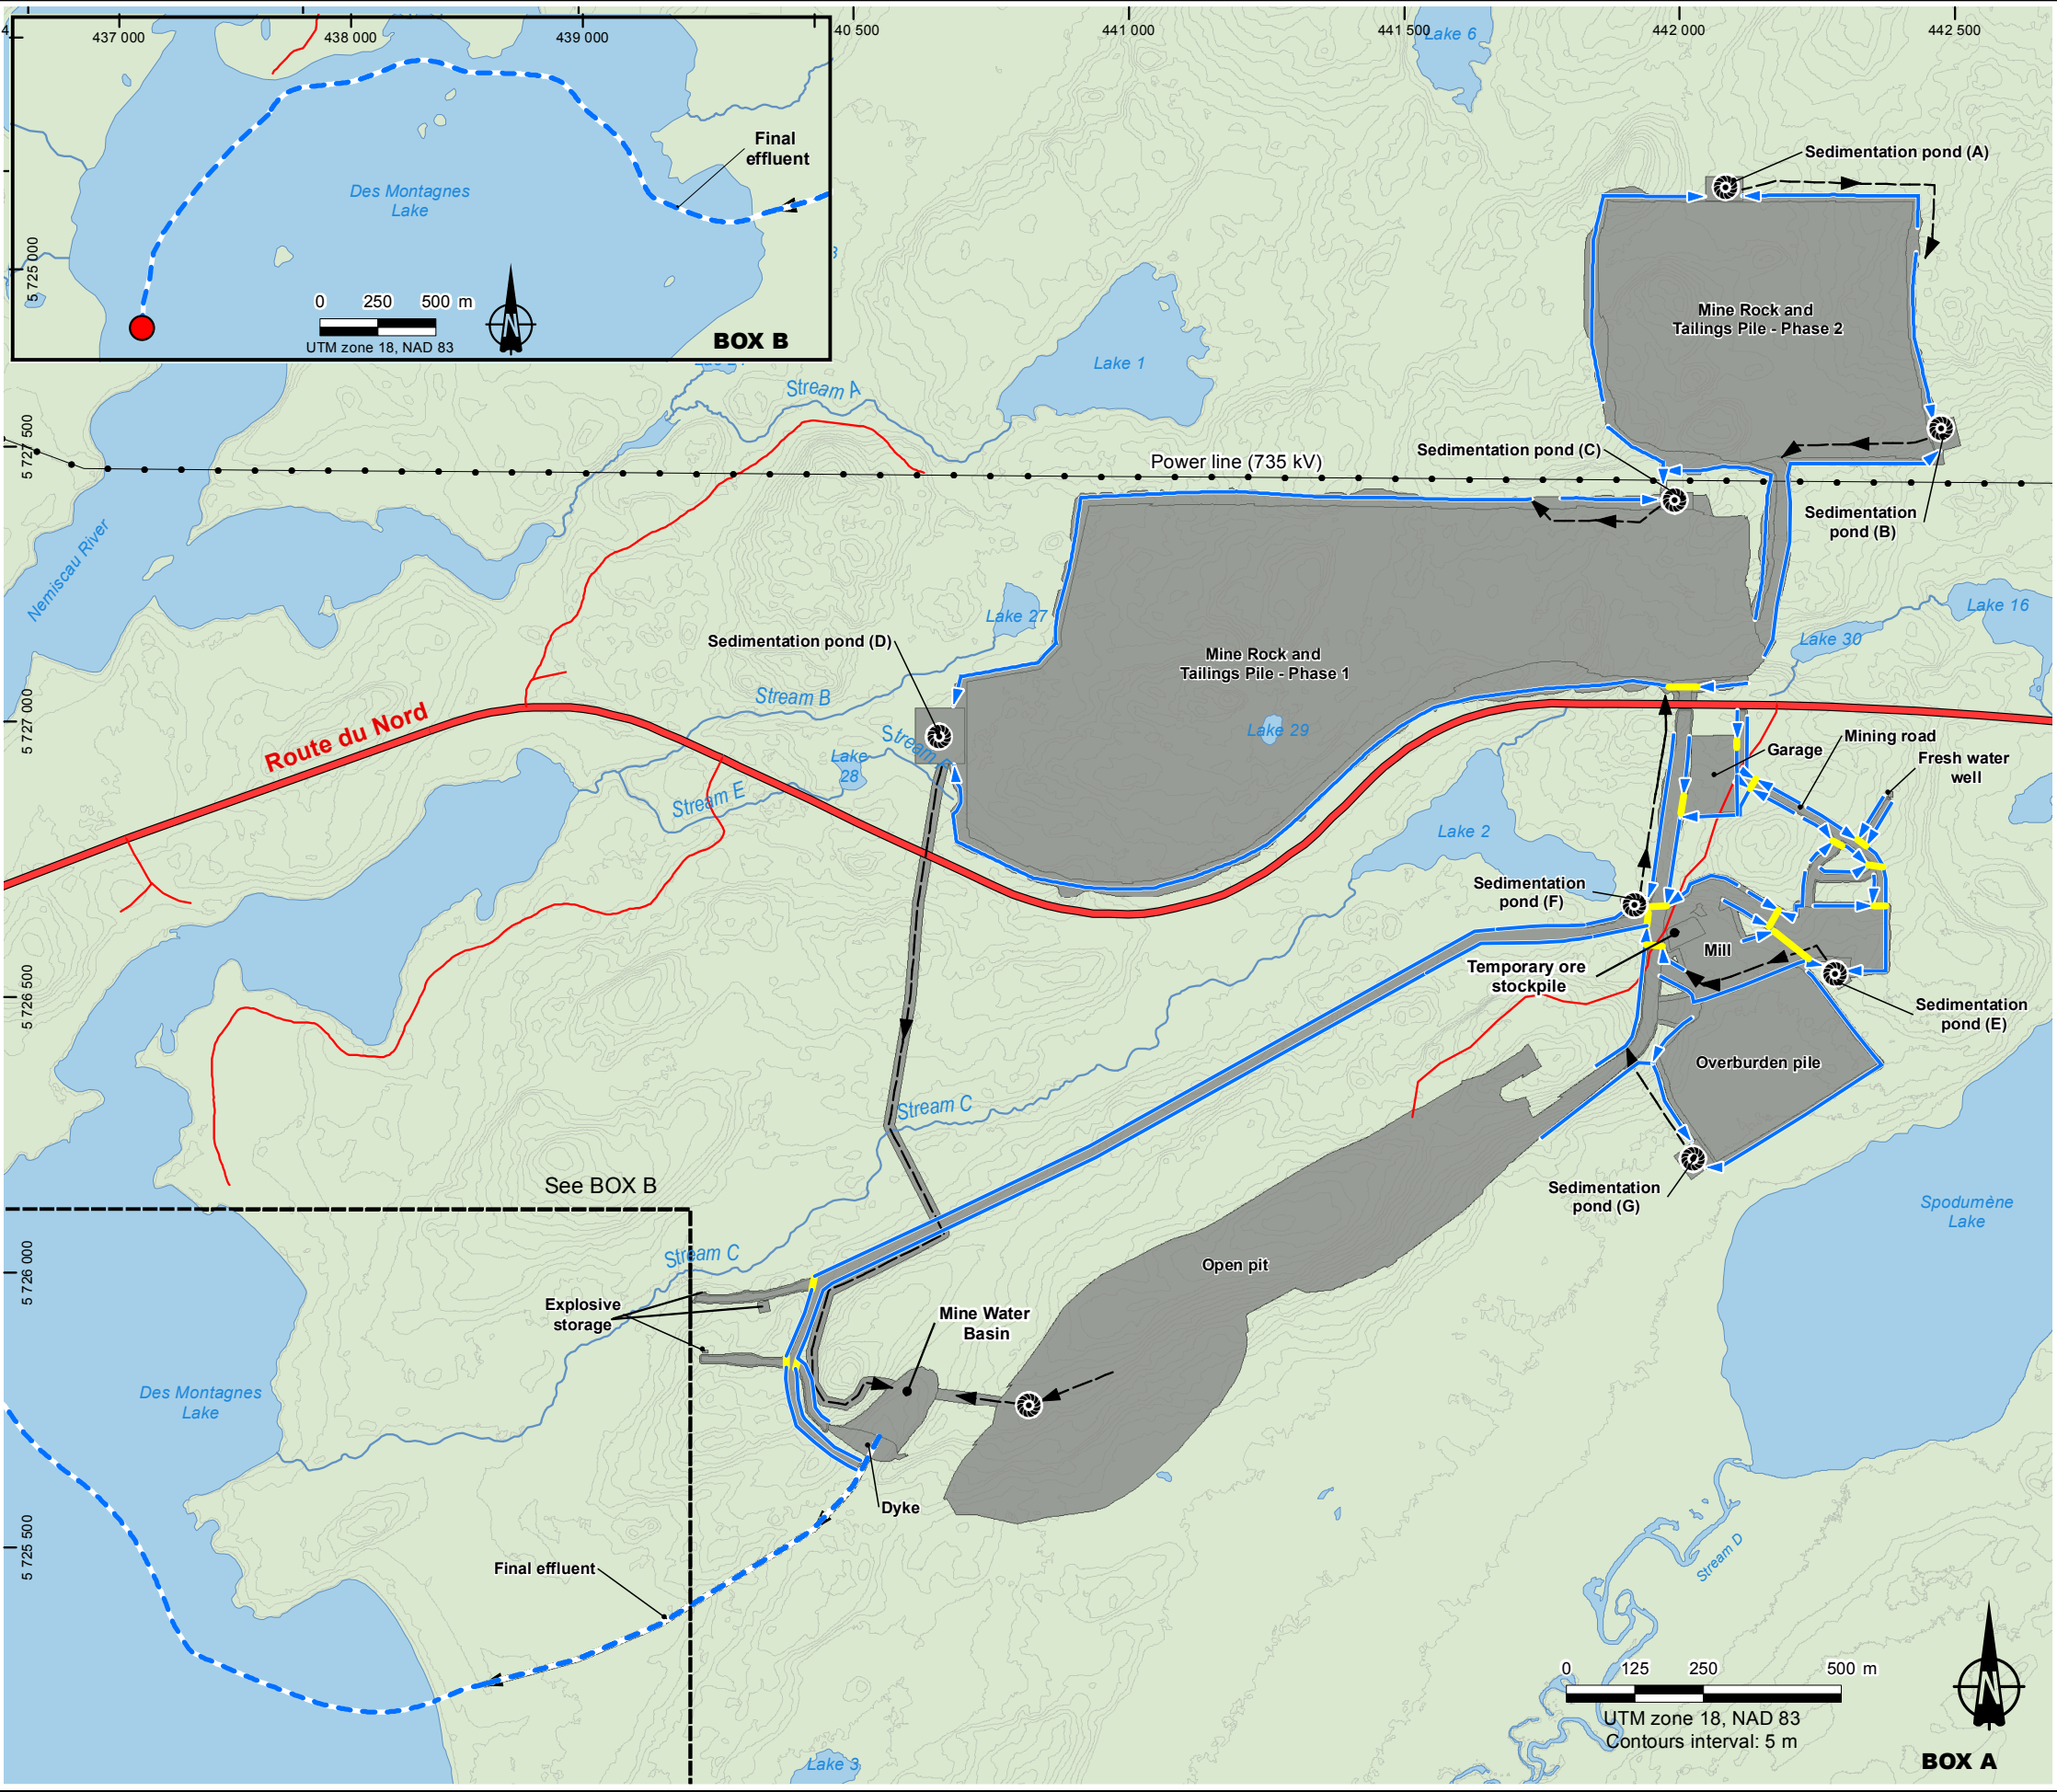 437 000
438 000
439 000
40 500
441 000
441 500
442 000
442 500
Lake 6
Final
effluent
Des Montagnes
Lake
5 725 000
0 250 500 m
UTM zone 18, NAD 83
N
BOX B
Sedimentation pond (A)
Mine Rock and
Tailings Pile - Phase 2
Lake 1
Stream A
5 727 500
Power line (735 kV)
Sedimentation pond (C)
Sedimentation
pond (B)
Nemiscau River
Lake 27
Lake 16
Lake 30
Sedimentation pond (D)
Mine Rock and
Tailings Pile - Phase 1
Stream B
5 727 000
Route du Nord
Lake 29
Stream
Lake
28
Stream E
Garage
Mining road
Fresh water
well
Lake 2
Sedimentation
pond (F)
Mill
Temporary ore
stockpile
5 726 500
Sedimentation
pond (E)
Overburden pile
Stream C
See BOX B
Sedimentation
pond (G)
Spodumène
Lake
Stream C
5 726 000
Open pit
Explosive
storage
Mine Water
Basin
Des Montagnes
Lake
Dyke
5 725 500
Final effluent
Stream D
0 125 250 500 m
UTM zone 18, NAD 83
Contours interval: 5 m
N
Lake 3
BOX A